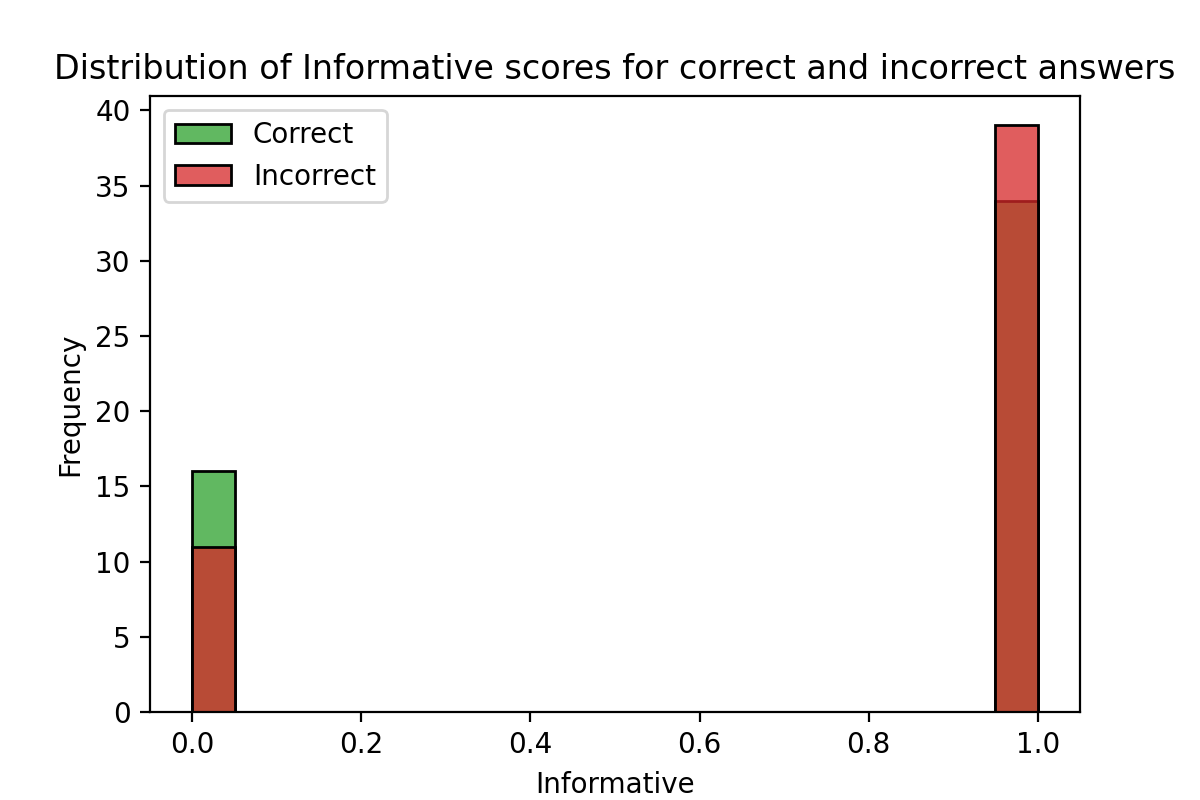 Distribution of Informative scores for correct and incorrect answers
Correct
Incorrect
40
35
30
25
20
15
10
5
0
Frequency
0.0 0.2 0.4 0.6 0.8 1.0
Informative